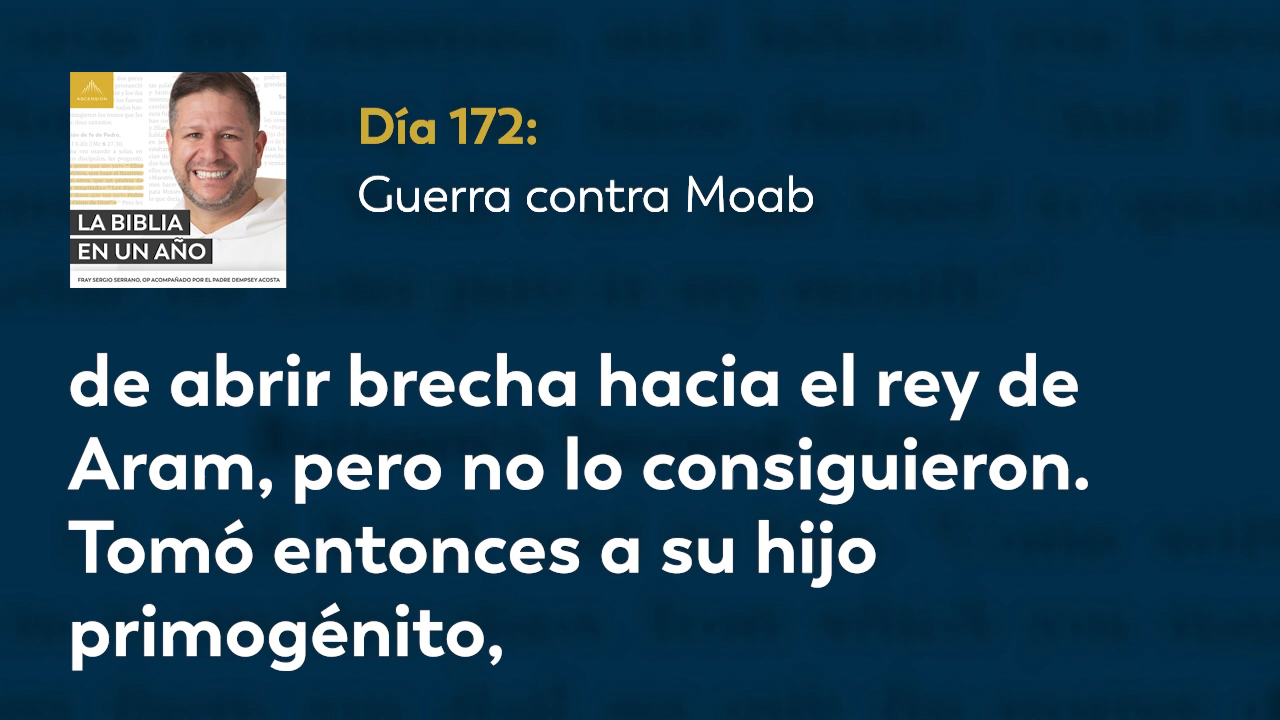 ASCENSION
LA BIBLIA
EN UN AÑO
FRAY SERGIO SERRANO, OP ACOMPAÑADO POR EL PADRE DEMPSEY ACOSTA
Día 172:
Guerra contra Moab
de abrir brecha hacia el rey de
Aram, pero no lo consiguieron.
Tomó entonces a su hijo
primogénito,